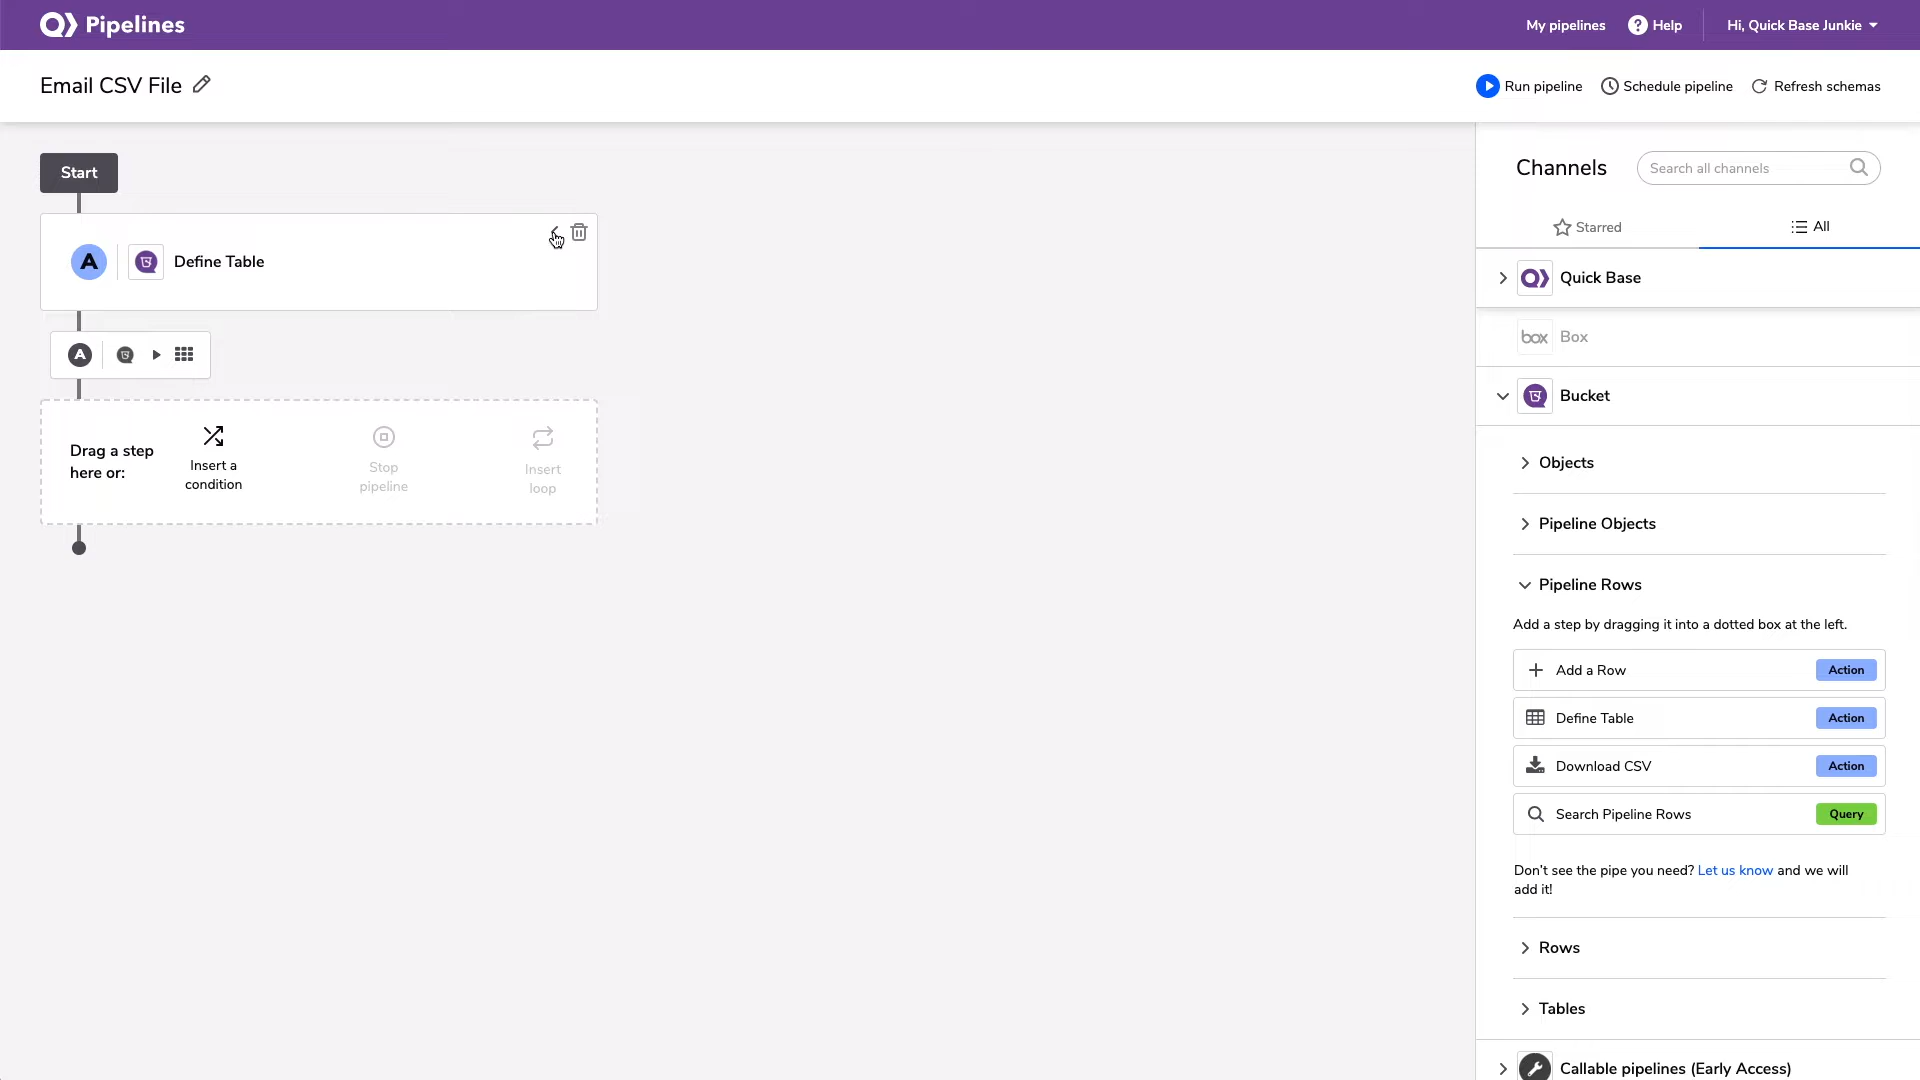 Pipelines
My pipelines
? Help
Hi, Quick Base Junkie
Email CSV File
Run pipeline
Schedule pipeline
Refresh schemas
Start
A
Define Table
A
Drag a step
here or:
Insert a
condition
Stop
pipeline
Insert
loop
Channels
Search all channels
Starred
All
Quick Base
box Box
Bucket
Objects
Pipeline Objects
Pipeline Rows
Add a step by dragging it into a dotted box at the left.
Add a Row Action
Define Table Action
Download CSV Action
Search Pipeline Rows Query
Don't see the pipe you need? Let us know and we will
add it!
Rows
Tables
Callable pipelines (Early Access)